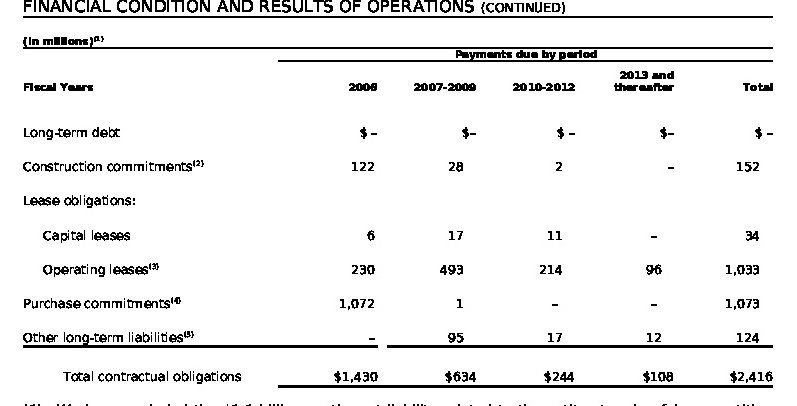 FINANCIAL CONDITION AND RESULTS OF OPERATIONS (CONTINUED)
(In millions)(1)
Payments due by period
Fiscal Years 2006 2007-2009 2010-2012 2013 and thereafter Total
Long-term debt $ – $– $ – $– $ –
Construction commitments(2) 122 28 2 – 152
Lease obligations:
Capital leases 6 17 11 – 34
Operating leases(3) 230 493 214 96 1,033
Purchase commitments(4) 1,072 1 – – 1,073
Other long-term liabilities(5) – 95 17 12 124
Total contractual obligations $1,430 $634 $244 $108 $2,416